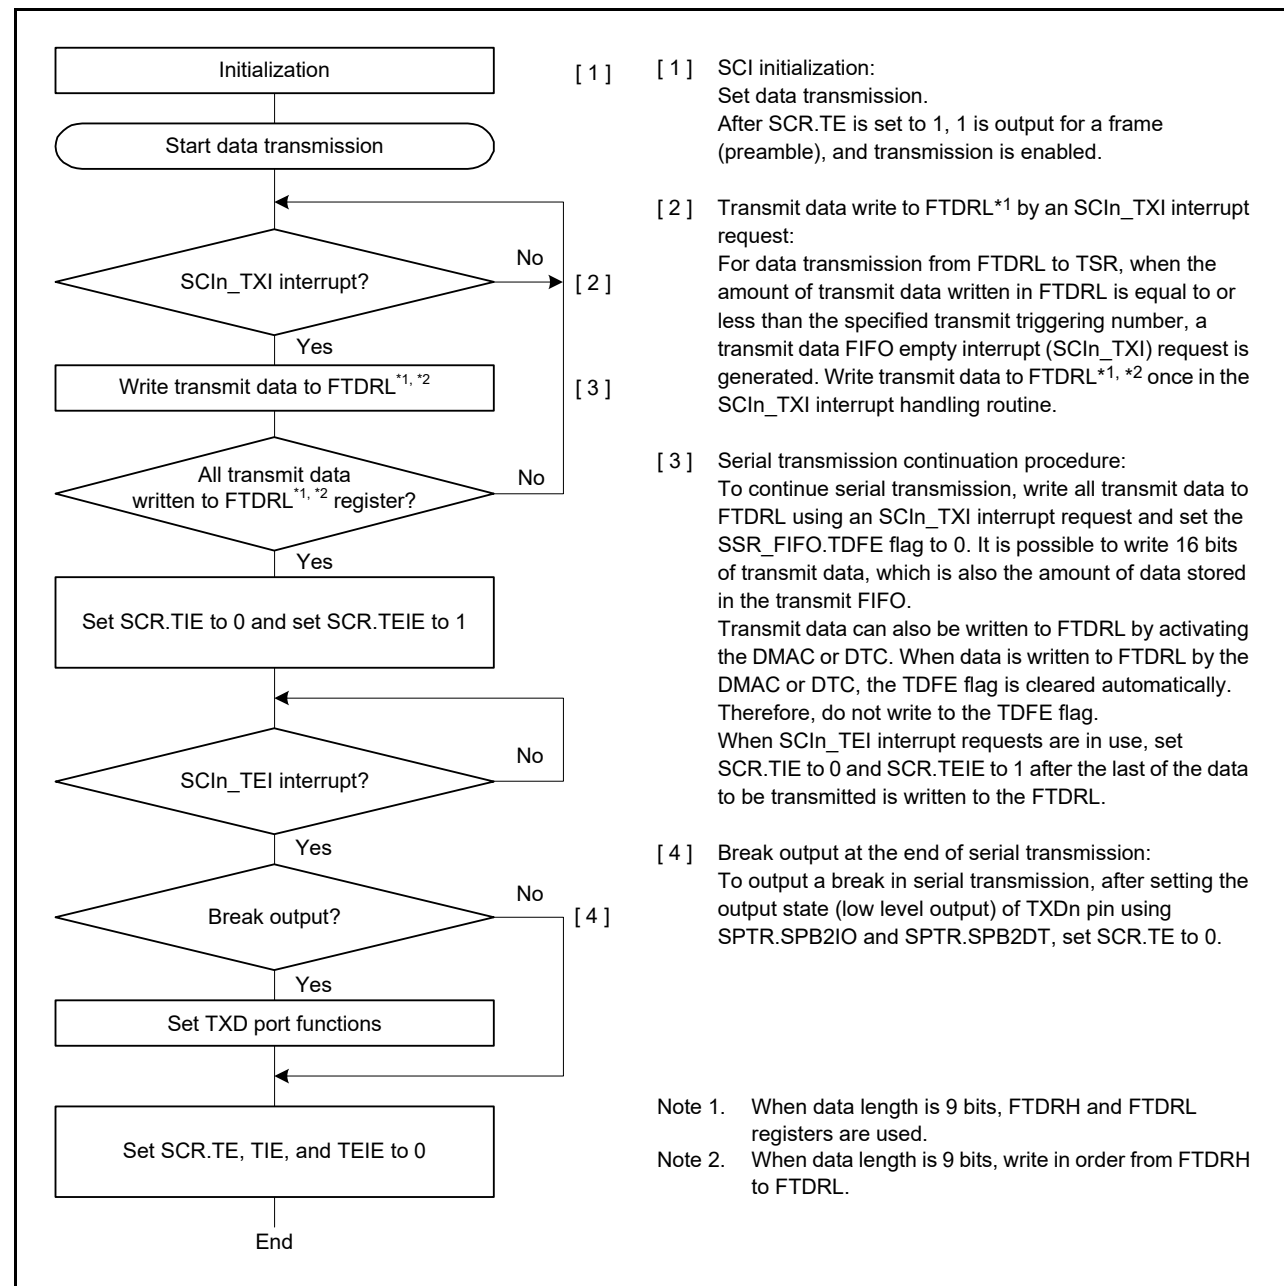 Initialization
[ 1 ]
Start data transmission
No
SCIn_TXI interrupt?
[ 2 ]
Yes
Write transmit data to FTDRL*1, *2
[ 3 ]
All transmit data
written to FTDRL*1, *2 register?
No
Yes
Set SCR.TIE to 0 and set SCR.TEIE to 1
No
SCIn_TEI interrupt?
Yes
No
Break output?
[ 4 ]
Yes
Set TXD port functions
Set SCR.TE, TIE, and TEIE to 0
End
[ 1 ] SCI initialization:
Set data transmission.
After SCR.TE is set to 1, 1 is output for a frame
(preamble), and transmission is enabled.
[ 2 ] Transmit data write to FTDRL*1 by an SCIn_TXI interrupt
request:
For data transmission from FTDRL to TSR, when the
amount of transmit data written in FTDRL is equal to or
less than the specified transmit triggering number, a
transmit data FIFO empty interrupt (SCIn_TXI) request is
generated. Write transmit data to FTDRL*1, *2 once in the
SCIn_TXI interrupt handling routine.
[ 3 ] Serial transmission continuation procedure:
To continue serial transmission, write all transmit data to
FTDRL using an SCIn_TXI interrupt request and set the
SSR_FIFO.TDFE flag to 0. It is possible to write 16 bits
of transmit data, which is also the amount of data stored
in the transmit FIFO.
Transmit data can also be written to FTDRL by activating
the DMAC or DTC. When data is written to FTDRL by the
DMAC or DTC, the TDFE flag is cleared automatically.
Therefore, do not write to the TDFE flag.
When SCIn_TEI interrupt requests are in use, set
SCR.TIE to 0 and SCR.TEIE to 1 after the last of the data
to be transmitted is written to the FTDRL.
[ 4 ] Break output at the end of serial transmission:
To output a break in serial transmission, after setting the
output state (low level output) of TXDn pin using
SPTR.SPB2IO and SPTR.SPB2DT, set SCR.TE to 0.
Note 1. When data length is 9 bits, FTDRH and FTDRL
registers are used.
Note 2. When data length is 9 bits, write in order from FTDRH
to FTDRL.